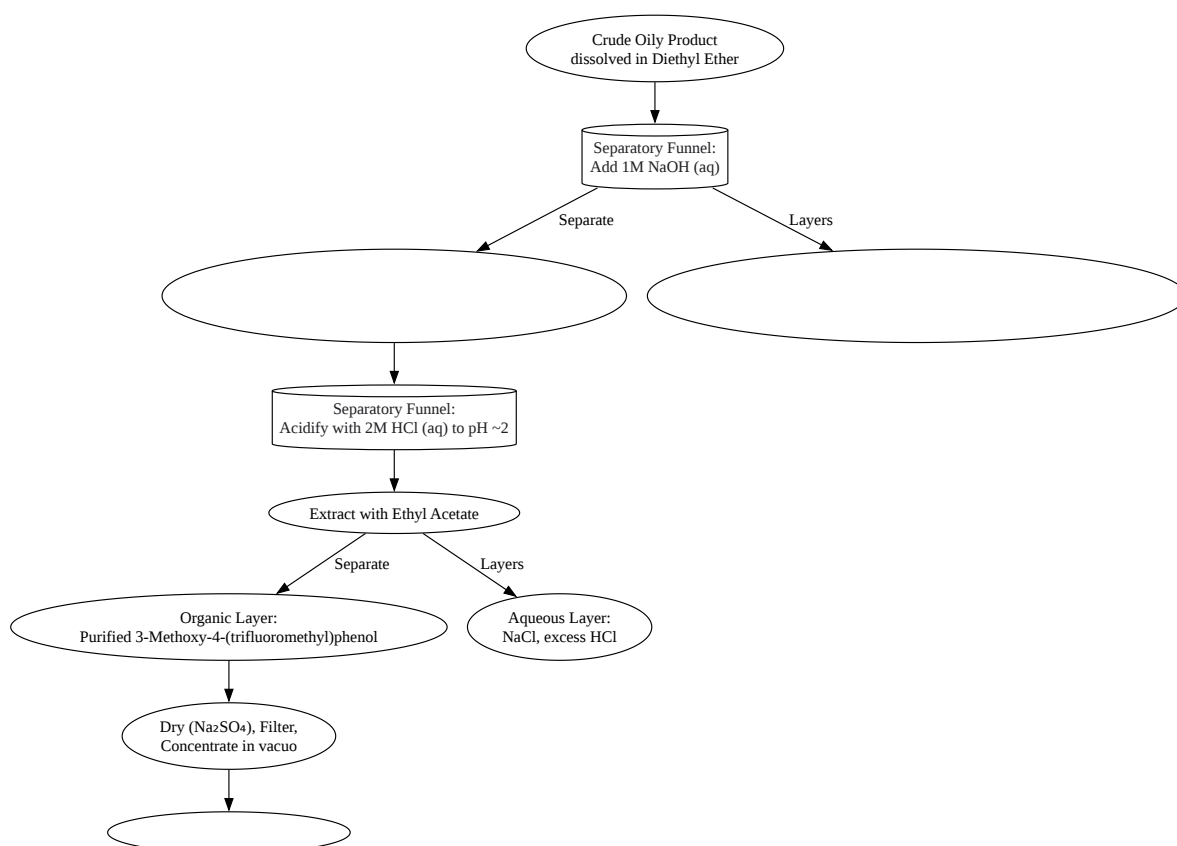 Crude Oily Product
dissolved in Diethyl Ether
Separatory Funnel:
Add 1M NaOH (aq)
Separate
Layers
Separatory Funnel:
Acidify with 2M HCl (aq) to pH ~2
Extract with Ethyl Acetate
Separate
Layers
Organic Layer:
Purified 3-Methoxy-4-(trifluoromethyl)phenol
Aqueous Layer:
NaCl, excess HCl
Dry (Na₂SO₄), Filter,
Concentrate in vacuo